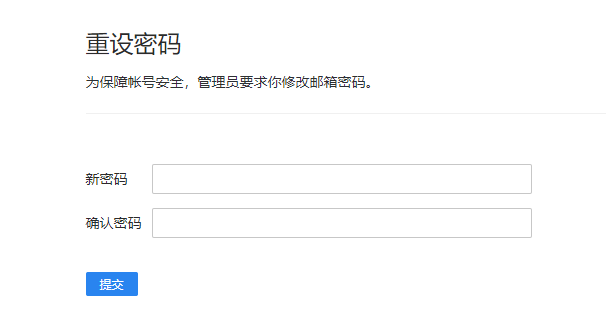 重设密码
为保障帐号安全，管理员要求你修改邮箱密码。
新密码
确认密码
提交